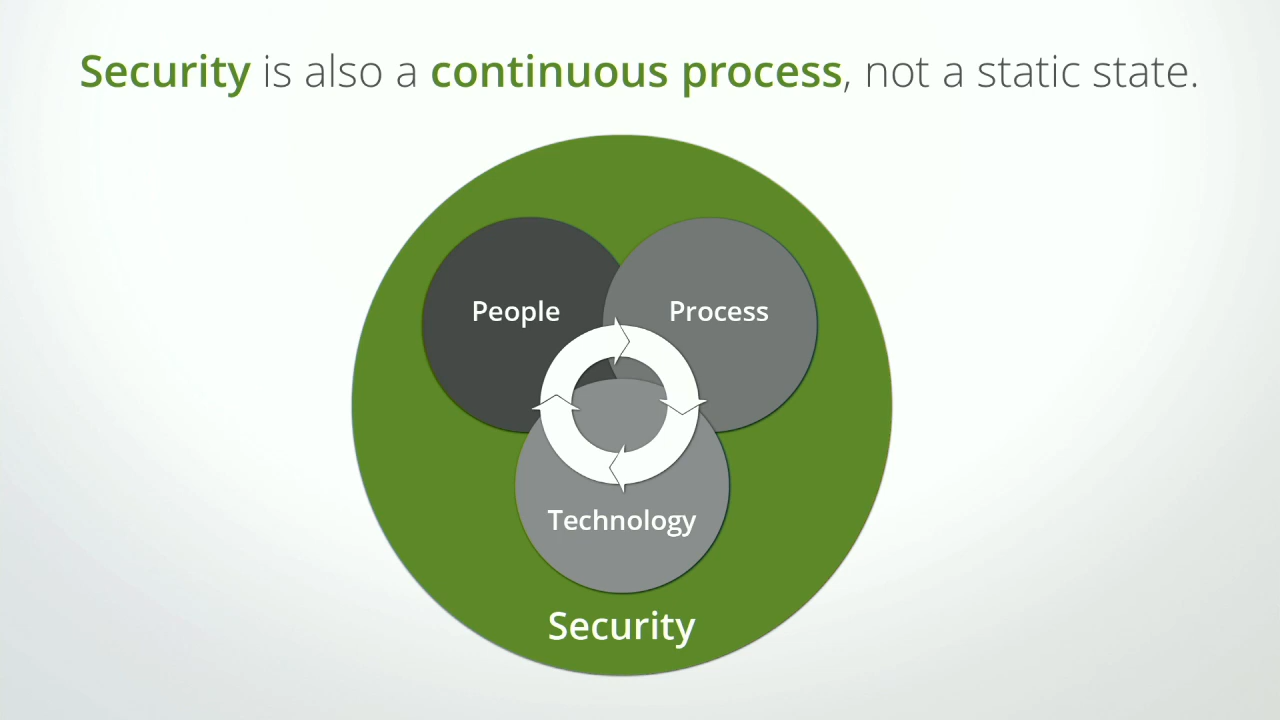 Security is also a continuous process, not a static state.
People
Process
Technology
Security